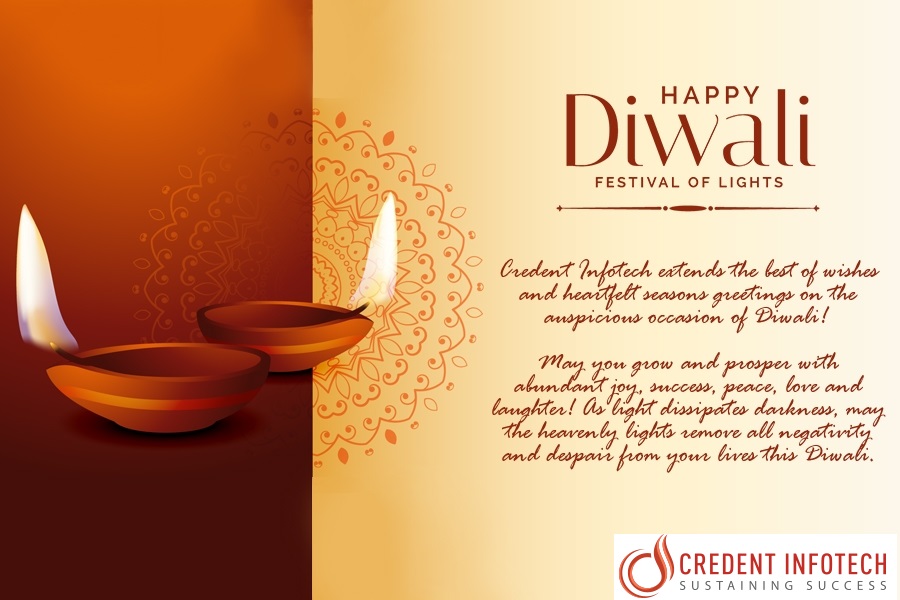 HAPPY
Diwali
FESTIVAL OF LIGHTS
Credent Infotech extends the best of wishes
and heartfelt seasons greetings on the
auspicious occasion of Diwali!
May you grow and prosper with
abundant joy, success, peace, love and
laughter! As light dissipates darkness, may
the heavenly lights remove all negativity
and despair from your lives this Diwali.
CREDENT INFOTECH
SUSTAINING SUCCESS